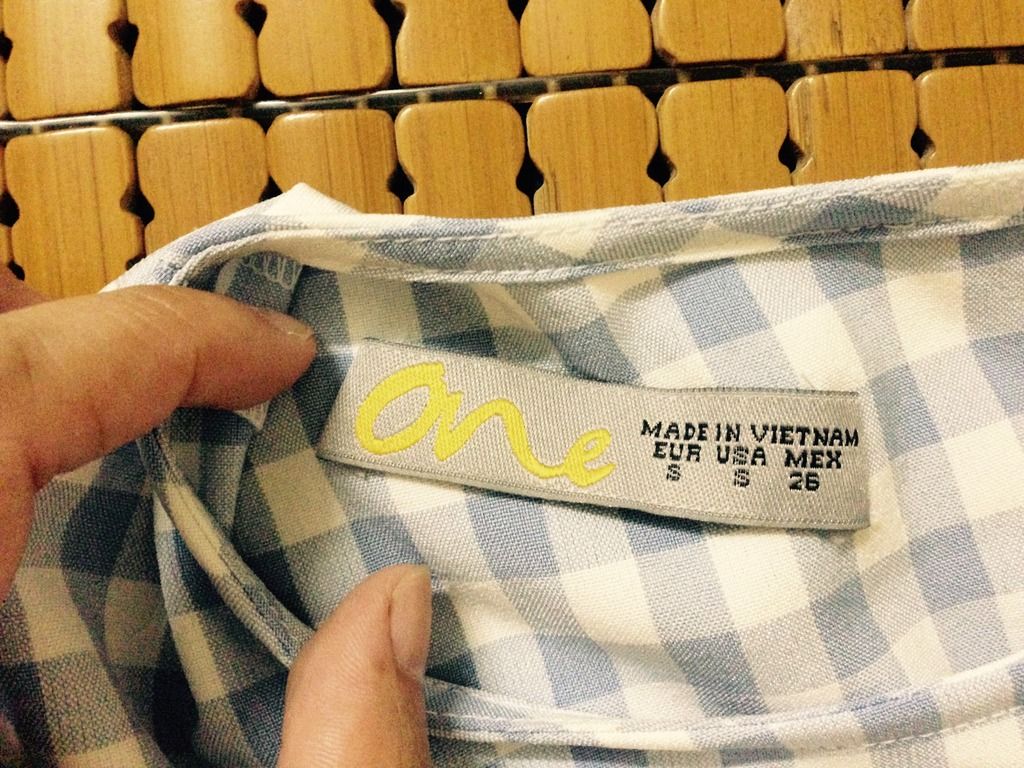 one
MADE IN VIETNAM
EUR USA MEX
S S 26